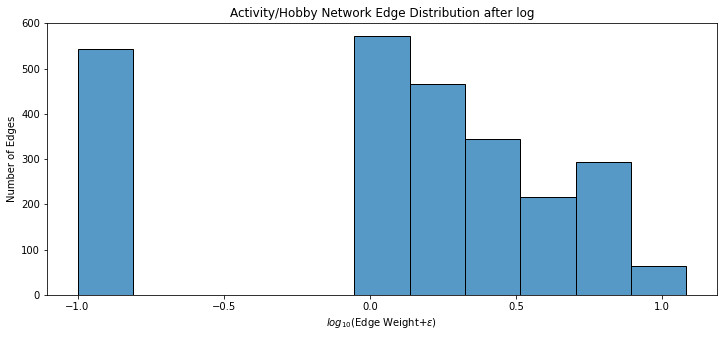 Activity/Hobby Network Edge Distribution after log
600
500
400
300
200
100
0
Number of Edges
−1.0 −0.5 0.0 0.5 1.0
log₁₀(Edge Weight+ε)